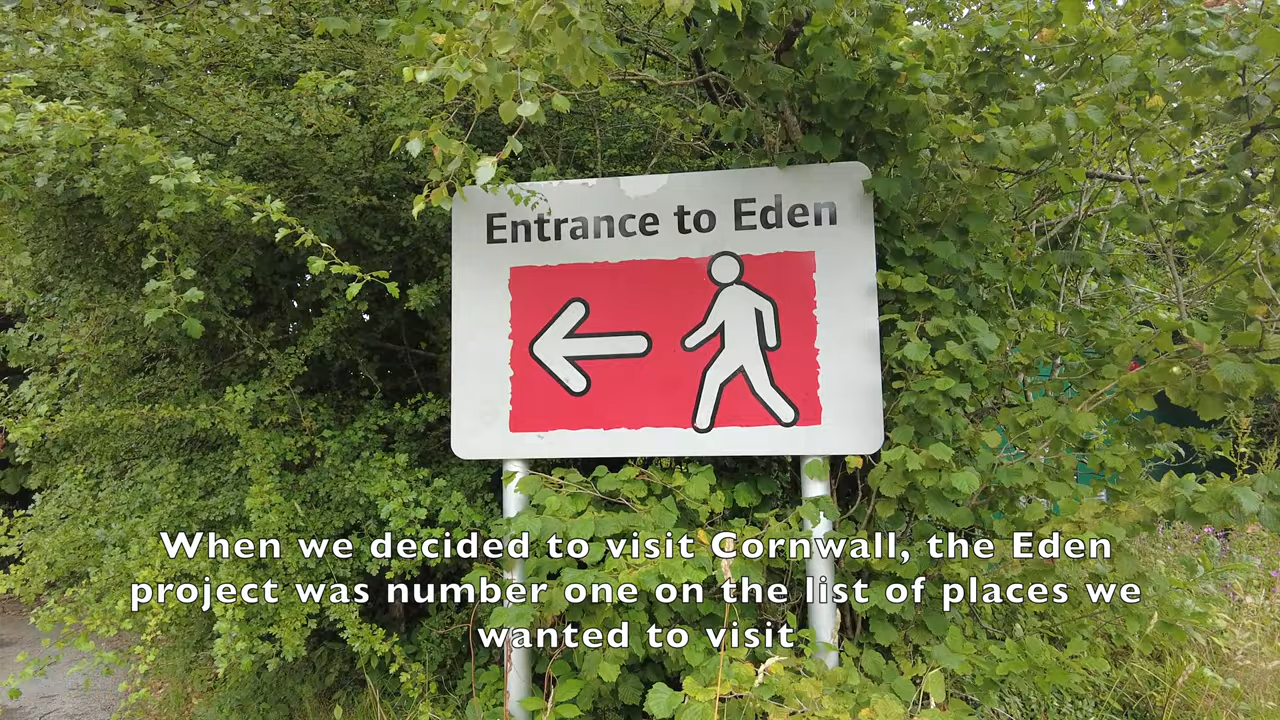 Entrance to Eden
When we decided to visit Cornwall, the Eden
project was number one on the list of places we
wanted to visit